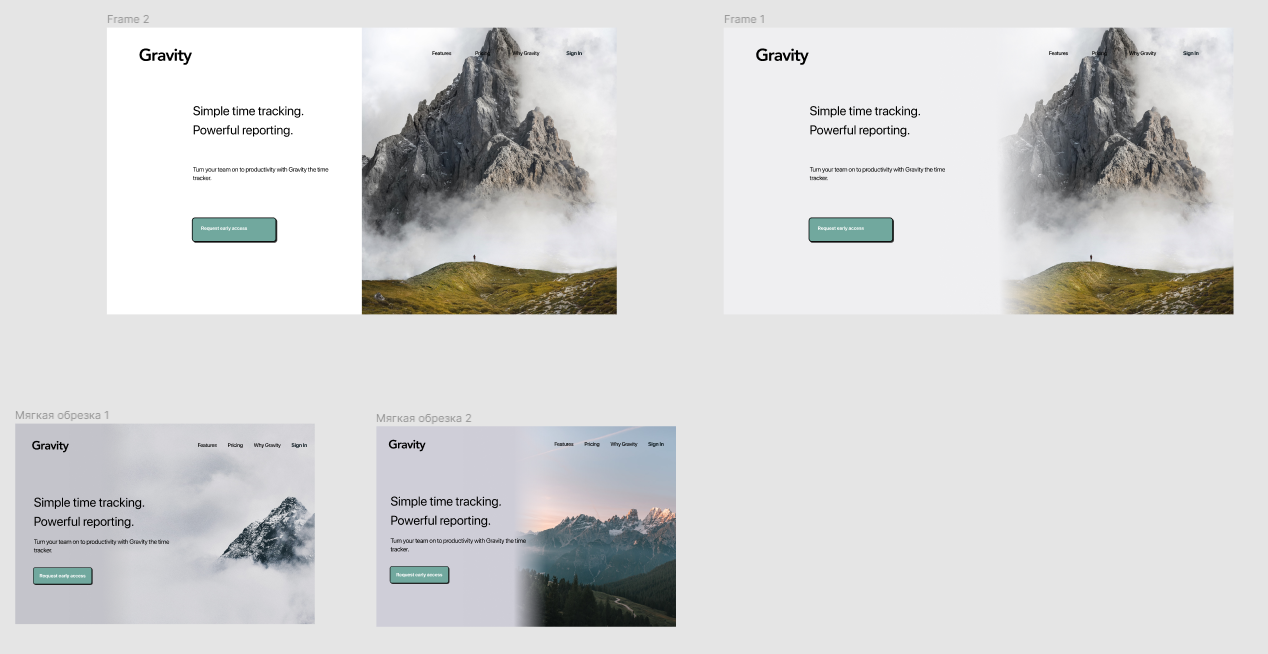 Frame 2
Gravity
Features Pricing Why Gravity Sign In
Simple time tracking.
Powerful reporting.
Turn your team on to productivity with Gravity the time
tracker.
Request early access
Frame 1
Gravity
Features Pricing Why Gravity Sign In
Simple time tracking.
Powerful reporting.
Turn your team on to productivity with Gravity the time
tracker.
Request early access
Мягкая обрезка 1
Gravity
Features Pricing Why Gravity Sign In
Simple time tracking.
Powerful reporting.
Turn your team on to productivity with Gravity the time
tracker.
Request early access
Мягкая обрезка 2
Gravity
Features Pricing Why Gravity Sign In
Simple time tracking.
Powerful reporting.
Turn your team on to productivity with Gravity the time
tracker.
Request early access